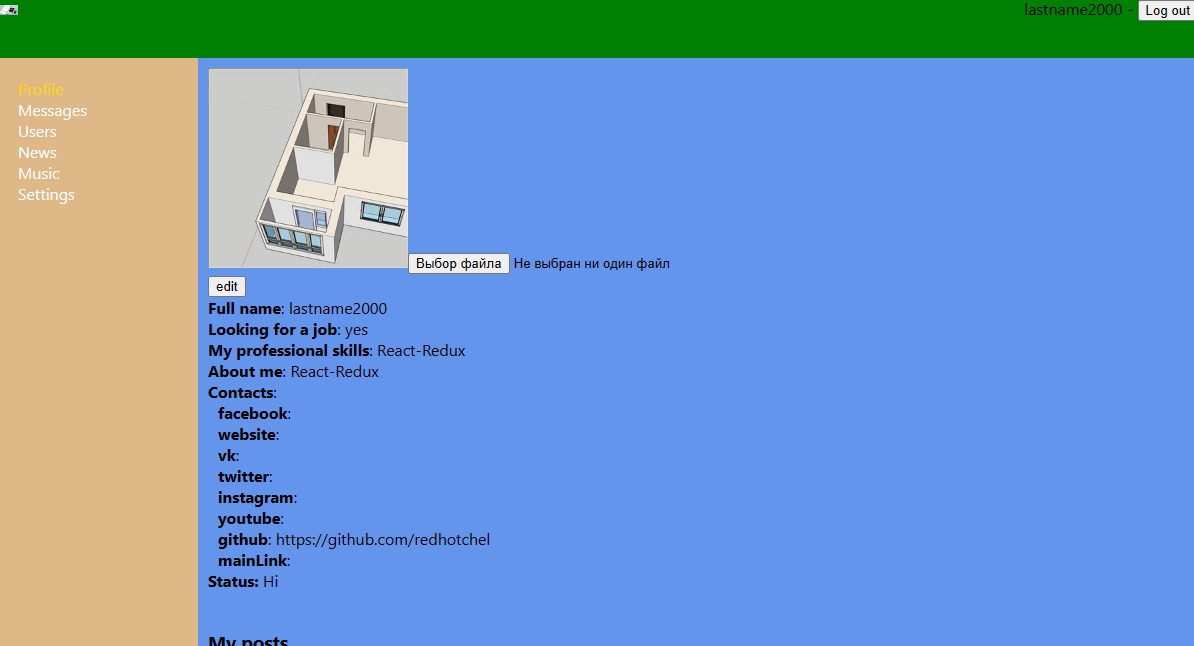 lastname2000 - Log out
Profile
Messages
Users
News
Music
Settings
Выбор файла Не выбран ни один файл
edit
Full name: lastname2000
Looking for a job: yes
My professional skills: React-Redux
About me: React-Redux
Contacts:
facebook:
website:
vk:
twitter:
instagram:
youtube:
github: https://github.com/redhotchel
mainLink:
Status: Hi
My posts